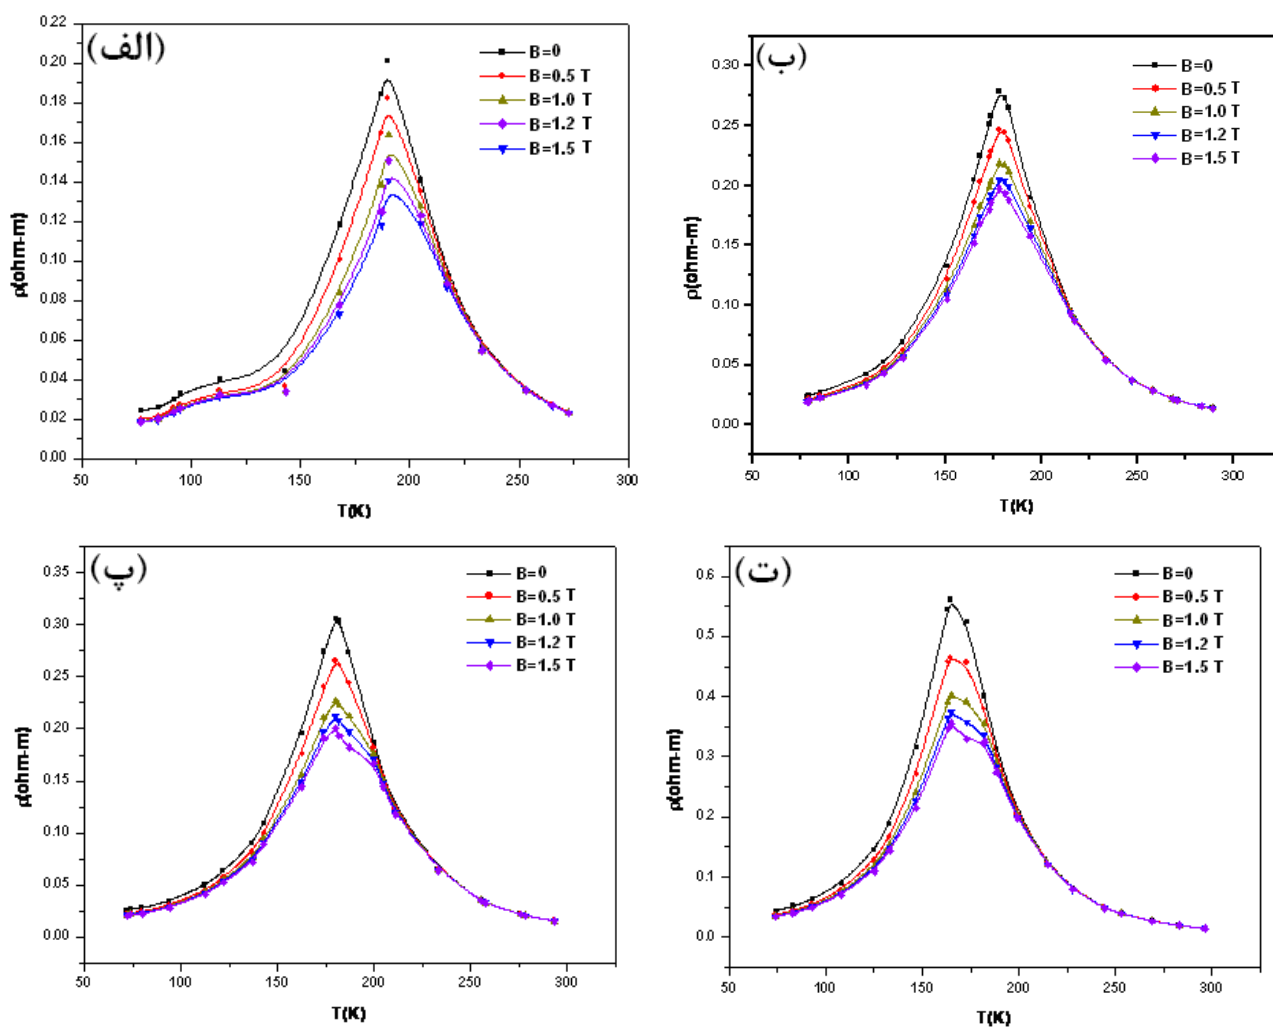 (الف)
B=0
B=0.5 T
B=1.0 T
B=1.2 T
B=1.5 T
0.22
0.20
0.18
0.16
0.14
0.12
0.10
0.08
0.06
0.04
0.02
0.00
ρ(ohm-m)
50
100
150
200
250
300
T(K)
(ب)
B=0
B=0.5 T
B=1.0 T
B=1.2 T
B=1.5 T
0.30
0.25
0.20
0.15
0.10
0.05
0.00
ρ(ohm-m)
50
100
150
200
250
300
T(K)
(پ)
B=0
B=0.5 T
B=1.0 T
B=1.2 T
B=1.5 T
0.35
0.30
0.25
0.20
0.15
0.10
0.05
0.00
ρ(ohm-m)
50
100
150
200
250
300
T(K)
(ت)
B=0
B=0.5 T
B=1.0 T
B=1.2 T
B=1.5 T
0.6
0.5
0.4
0.3
0.2
0.1
0.0
ρ(ohm-m)
50
100
150
200
250
300
T(K)